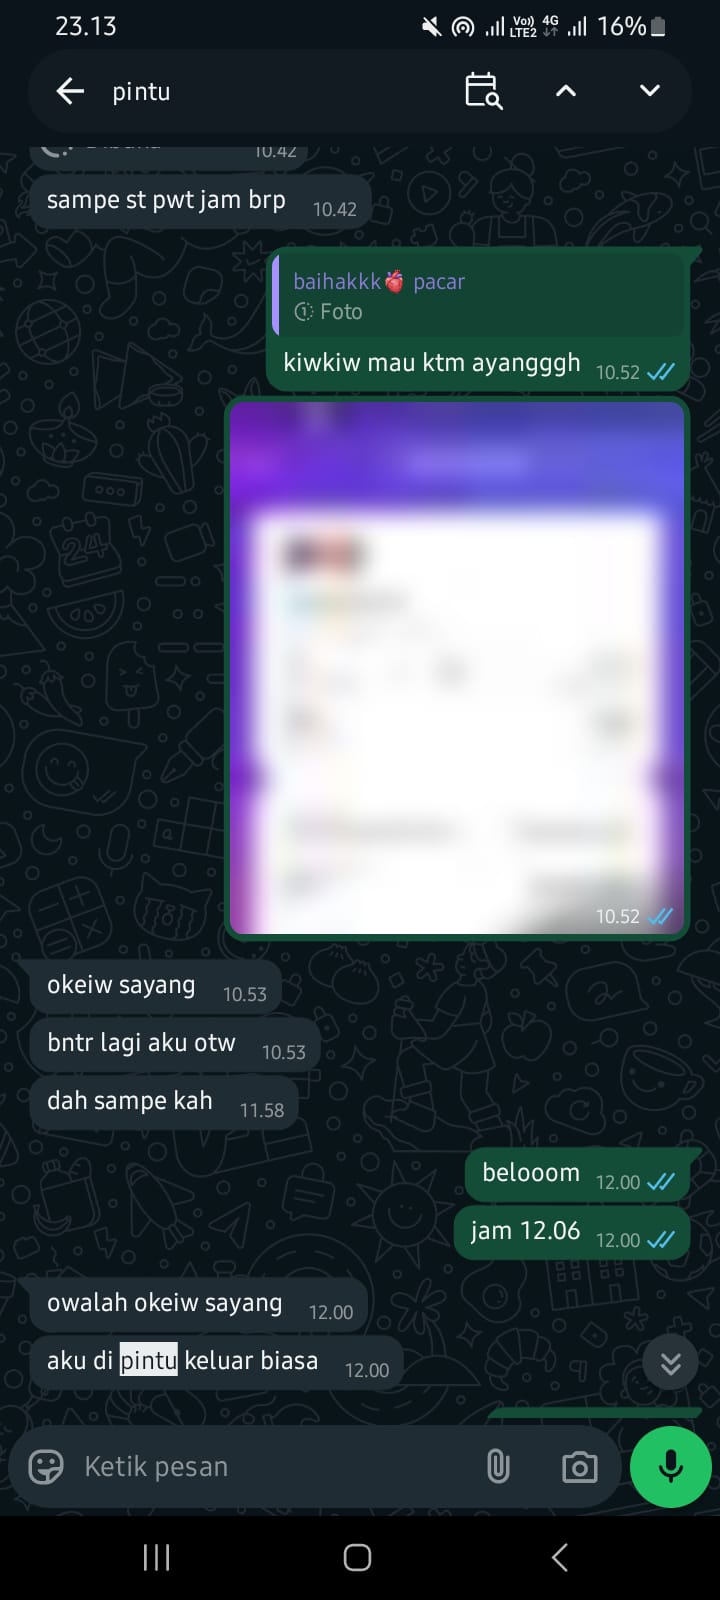 23.13
Vo)) 4G
LTE2
16%
pintu
10.42
sampe st pwt jam brp 10.42
baihakkk🫀 pacar
Foto
kiwkiw mau ktm ayangggh 10.52
10.52
okeiw sayang 10.53
bntr lagi aku otw 10.53
dah sampe kah 11.58
belooom 12.00
jam 12.06 12.00
owalah okeiw sayang 12.00
aku di pintu keluar biasa 12.00
Ketik pesan